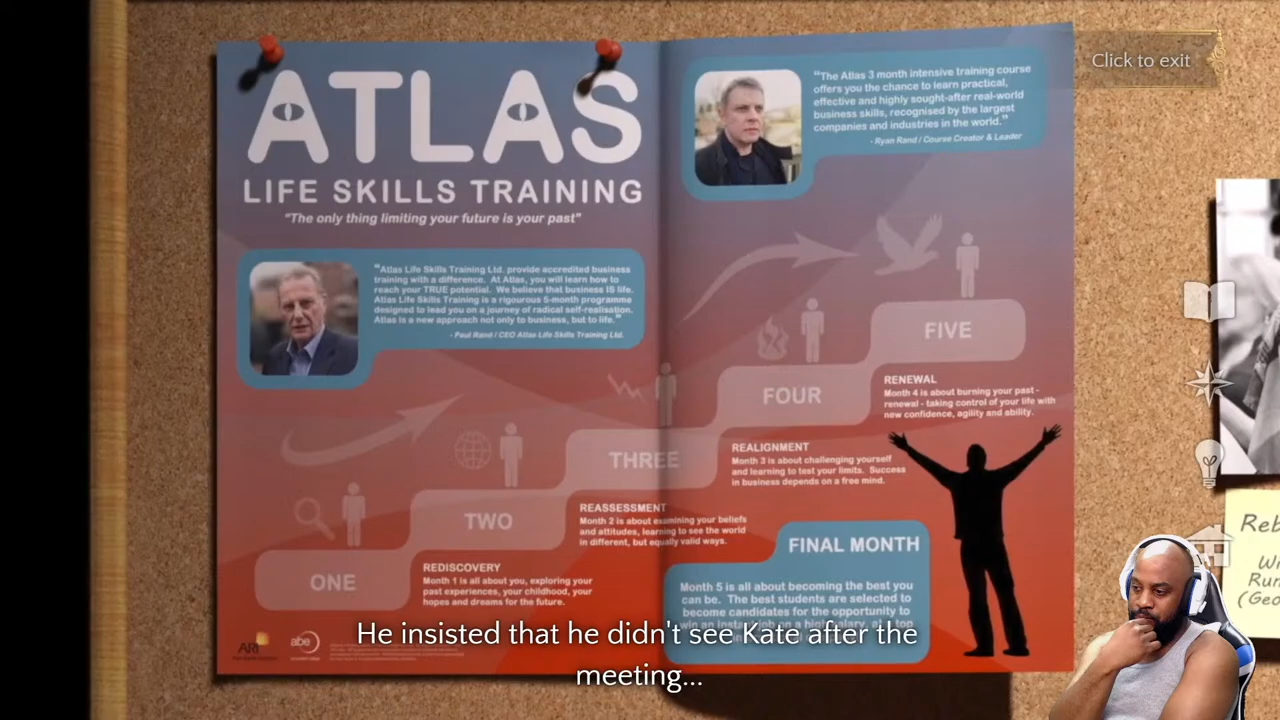 Click to exit
ATLAS
LIFE SKILLS TRAINING
"The only thing limiting your future is your past"
"Atlas Life Skills Training Ltd. provide accredited business
training with a difference. At Atlas, you will learn how to
reach your TRUE potential. We believe that business IS life.
Atlas Life Skills Training is a rigourous 5-month programme
designed to lead you on a journey of radical self-realisation.
Atlas is a new approach not only to business, but to life."
- Paul Rand / CEO Atlas Life Skills Training Ltd.
"The Atlas 3 month intensive training course
offers you the chance to learn practical,
effective and highly sought-after real-world
business skills, recognised by the largest
companies and industries in the world."
- Ryan Rand / Course Creator & Leader
ONE
REDISCOVERY
Month 1 is all about you, exploring your
past experiences, your childhood, your
hopes and dreams for the future.
TWO
REASSESSMENT
Month 2 is about examining your beliefs
and attitudes, learning to see the world
in different, but equally valid ways.
THREE
REALIGNMENT
Month 3 is about challenging yourself
and learning to test your limits. Success
in business depends on a free mind.
FOUR
RENEWAL
Month 4 is about burning your past -
renewal - taking control of your life with
new confidence, agility and ability.
FIVE
FINAL MONTH
Month 5 is all about becoming the best you
can be. The best students are selected to
become candidates for the opportunity to
win an instant job on a high salary, at a top
ARI
abe
He insisted that he didn't see Kate after the
meeting...